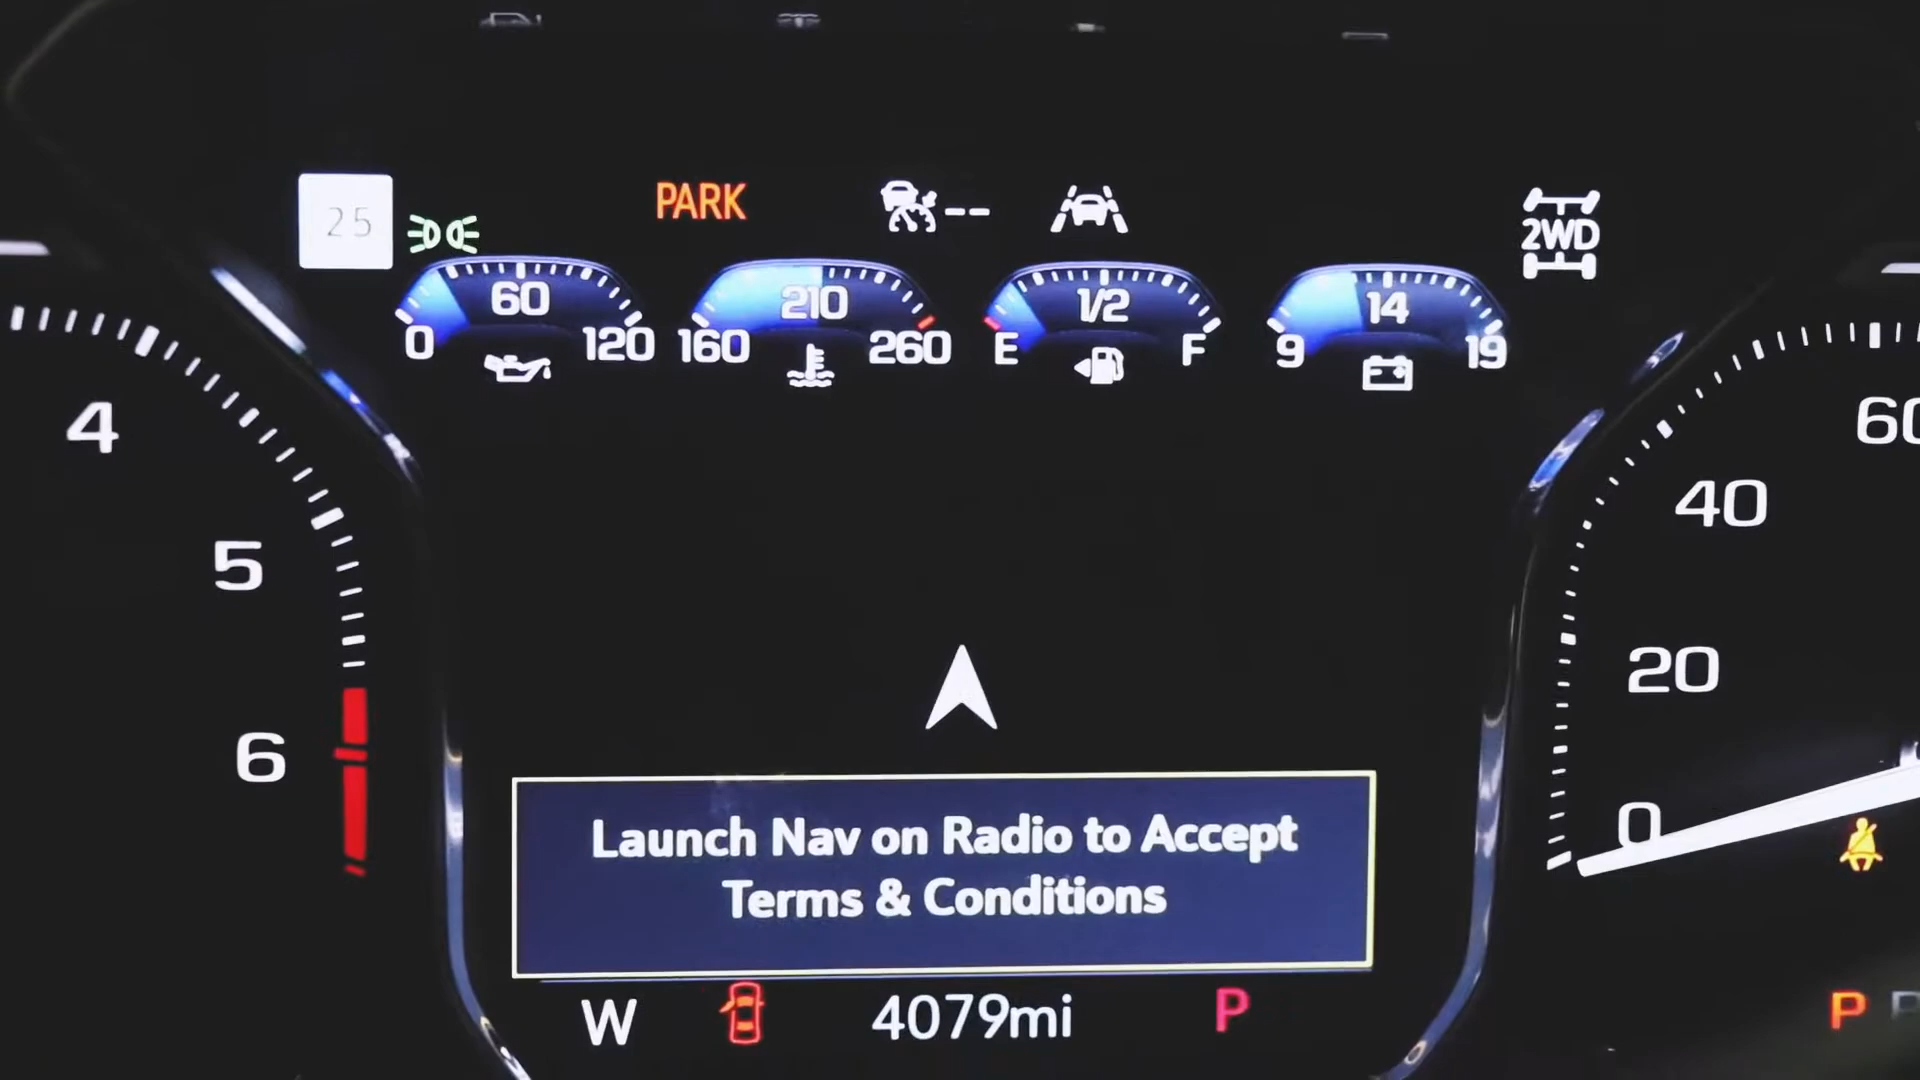 25
PARK
--
2WD
60
0 120
210
160 260
1/2
E F
14
9 19
4
5
6
60
40
20
0
Launch Nav on Radio to Accept
Terms & Conditions
W 4079mi P
P